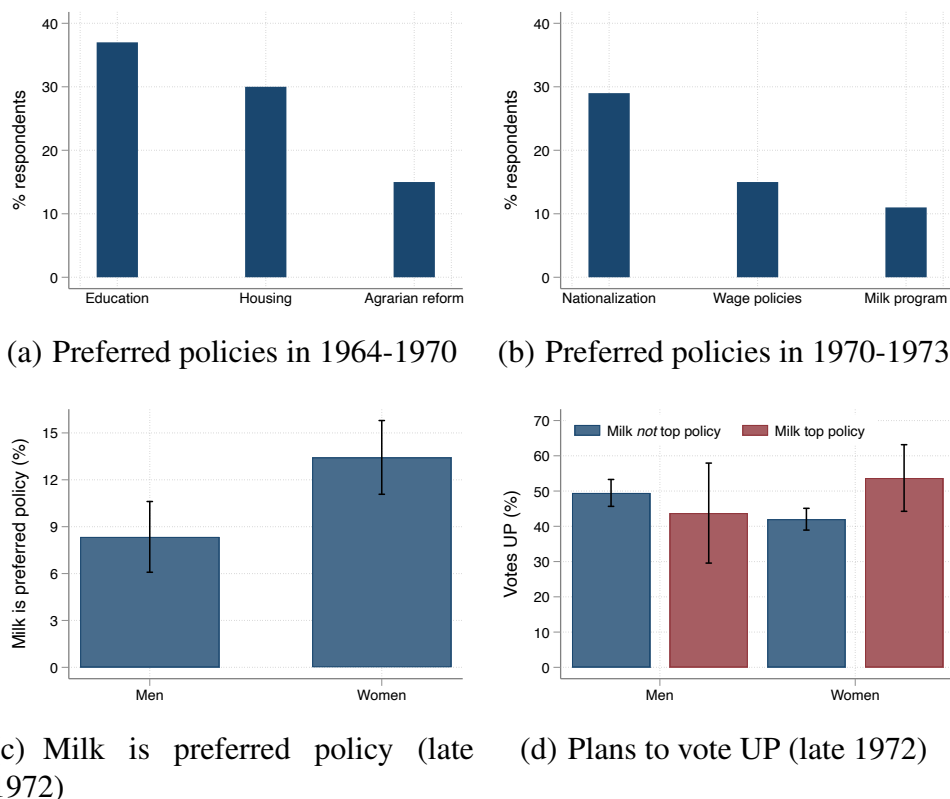 40
30
20
10
0
% respondents
Education Housing Agrarian reform
(a) Preferred policies in 1964-1970
40
30
20
10
0
% respondents
Nationalization Wage policies Milk program
(b) Preferred policies in 1970-1973
15
12
9
6
3
0
Milk is preferred policy (%)
Men Women
c) Milk is preferred policy (late
1972)
70
60
50
40
30
20
10
0
Votes UP (%)
Milk not top policy Milk top policy
Men Women
(d) Plans to vote UP (late 1972)